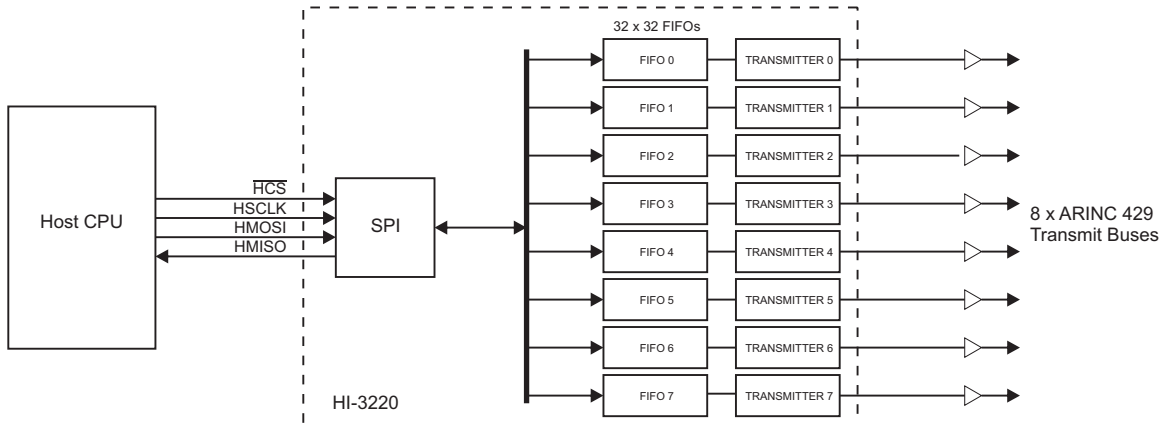 32 x 32 FIFOs
FIFO 0
TRANSMITTER 0
FIFO 1
TRANSMITTER 1
FIFO 2
TRANSMITTER 2
FIFO 3
TRANSMITTER 3
FIFO 4
TRANSMITTER 4
FIFO 5
TRANSMITTER 5
FIFO 6
TRANSMITTER 6
FIFO 7
TRANSMITTER 7
Host CPU
HCS
HSCLK
HMOSI
HMISO
SPI
8 x ARINC 429
Transmit Buses
HI-3220